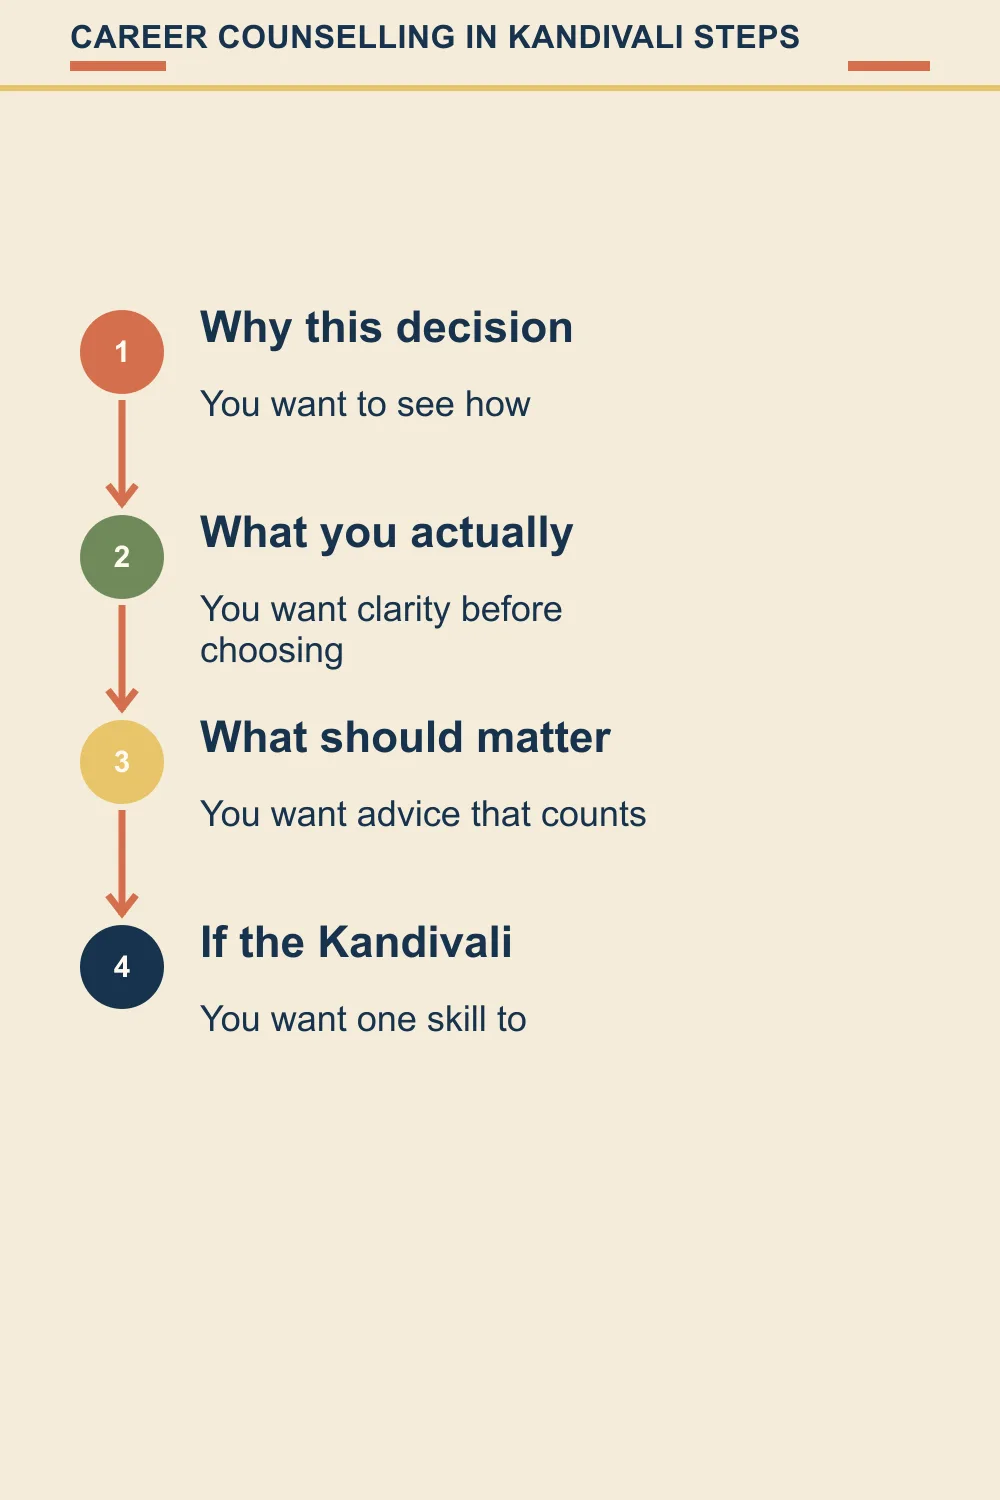 CAREER COUNSELLING IN KANDIVALI STEPS
1
Why this decision
You want to see how
2
What you actually
You want clarity before
choosing
3
What should matter
You want advice that counts
4
If the Kandivali
You want one skill to